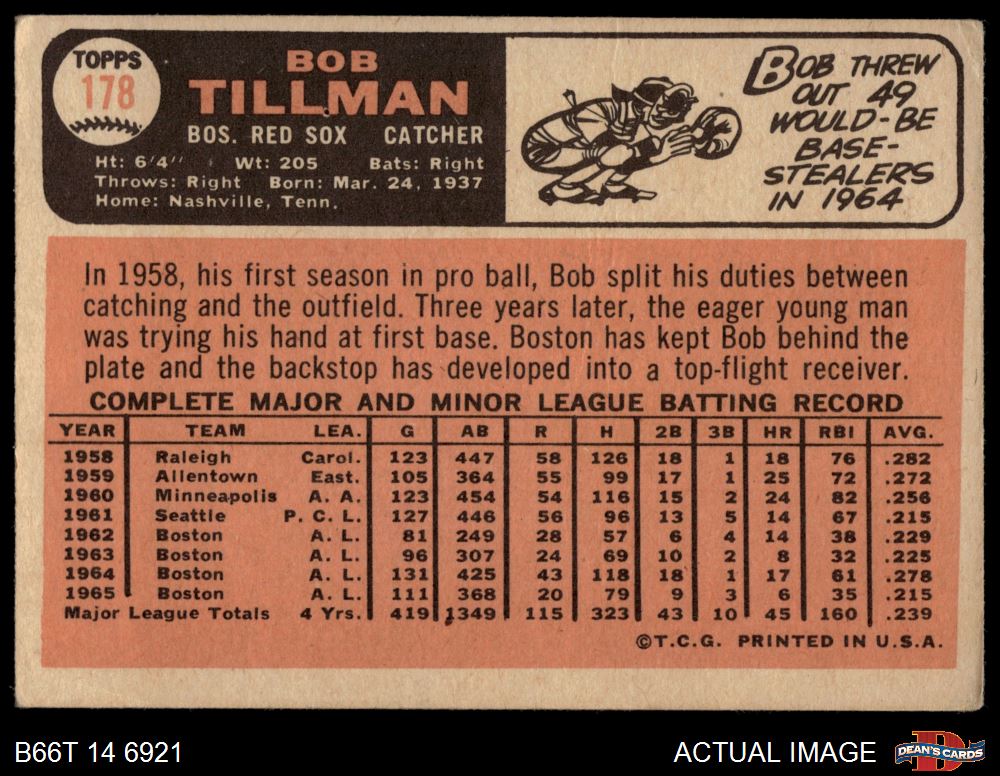 TOPPS
178
BOB
TILLMAN
BOS. RED SOX CATCHER
Ht: 6'4" Wt: 205 Bats: Right
Throws: Right Born: Mar. 24, 1937
Home: Nashville, Tenn.
BOB THREW
OUT 49
WOULD-BE
BASE-
STEALERS
IN 1964
In 1958, his first season in pro ball, Bob split his duties between
catching and the outfield. Three years later, the eager young man
was trying his hand at first base. Boston has kept Bob behind the
plate and the backstop has developed into a top-flight receiver.
COMPLETE MAJOR AND MINOR LEAGUE BATTING RECORD
YEAR TEAM LEA. G AB R H 2B 3B HR RBI AVG.
1958 Raleigh Carol. 123 447 58 126 18 1 18 76 .282
1959 Allentown East. 105 364 55 99 17 1 25 72 .272
1960 Minneapolis A. A. 123 454 54 116 15 2 24 82 .256
1961 Seattle P. C. L. 127 446 56 96 13 5 14 67 .215
1962 Boston A. L. 81 249 28 57 6 4 14 38 .229
1963 Boston A. L. 96 307 24 69 10 2 8 32 .225
1964 Boston A. L. 131 425 43 118 18 1 17 61 .278
1965 Boston A. L. 111 368 20 79 9 3 6 35 .215
Major League Totals 4 Yrs. 419 1349 115 323 43 10 45 160 .239
©T.C.G. PRINTED IN U.S.A.
B66T 14 6921
ACTUAL IMAGE
DEAN'S CARDS